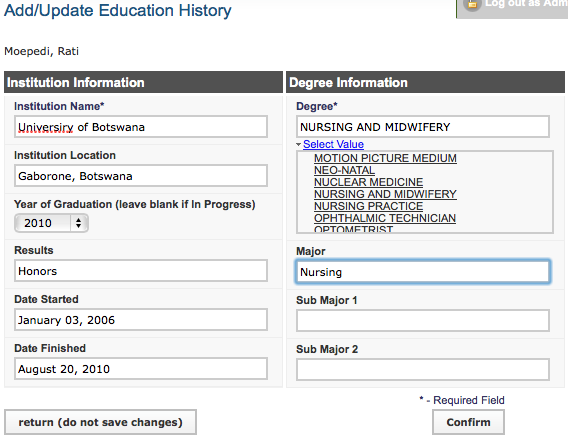 Add/Update Education History
Log out as Adm
Moepedi, Rati
Institution Information
Institution Name*
Universiry of Botswana
Institution Location
Gaborone, Botswana
Year of Graduation (leave blank if In Progress)
2010
Results
Honors
Date Started
January 03, 2006
Date Finished
August 20, 2010
Degree Information
Degree*
NURSING AND MIDWIFERY
Select Value
MOTION PICTURE MEDIUM
NEO-NATAL
NUCLEAR MEDICINE
NURSING AND MIDWIFERY
NURSING PRACTICE
OPHTHALMIC TECHNICIAN
OPTOMETRIST
Major
Nursing
Sub Major 1
Sub Major 2
* - Required Field
return (do not save changes)
Confirm